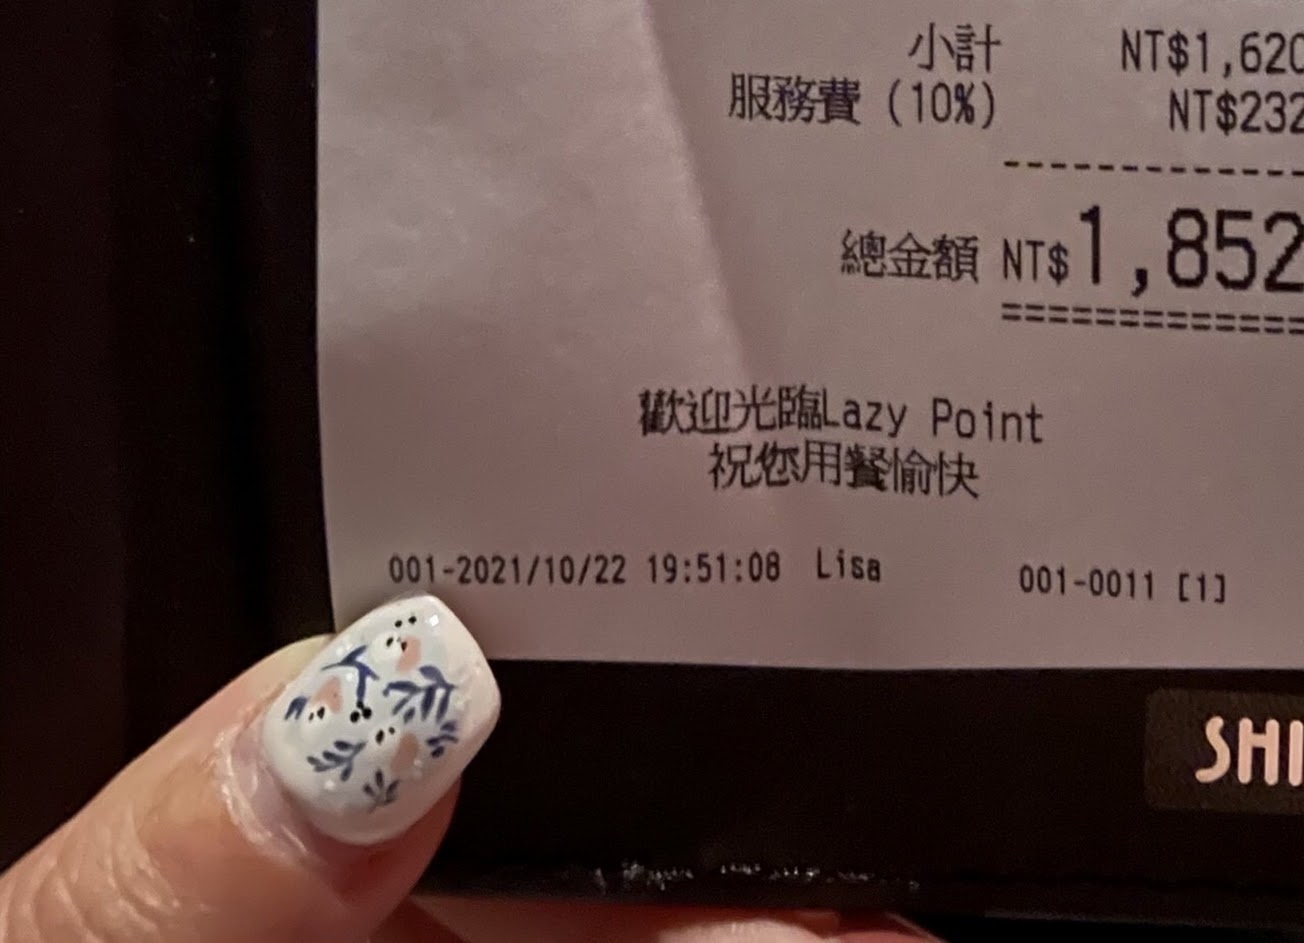 小計 NT$1,620
服務費 (10%) NT$232
總金額 NT$1,852
歡迎光臨Lazy Point
祝您用餐愉快
001-2021/10/22 19:51:08 Lisa 001-0011 [1]
SHI